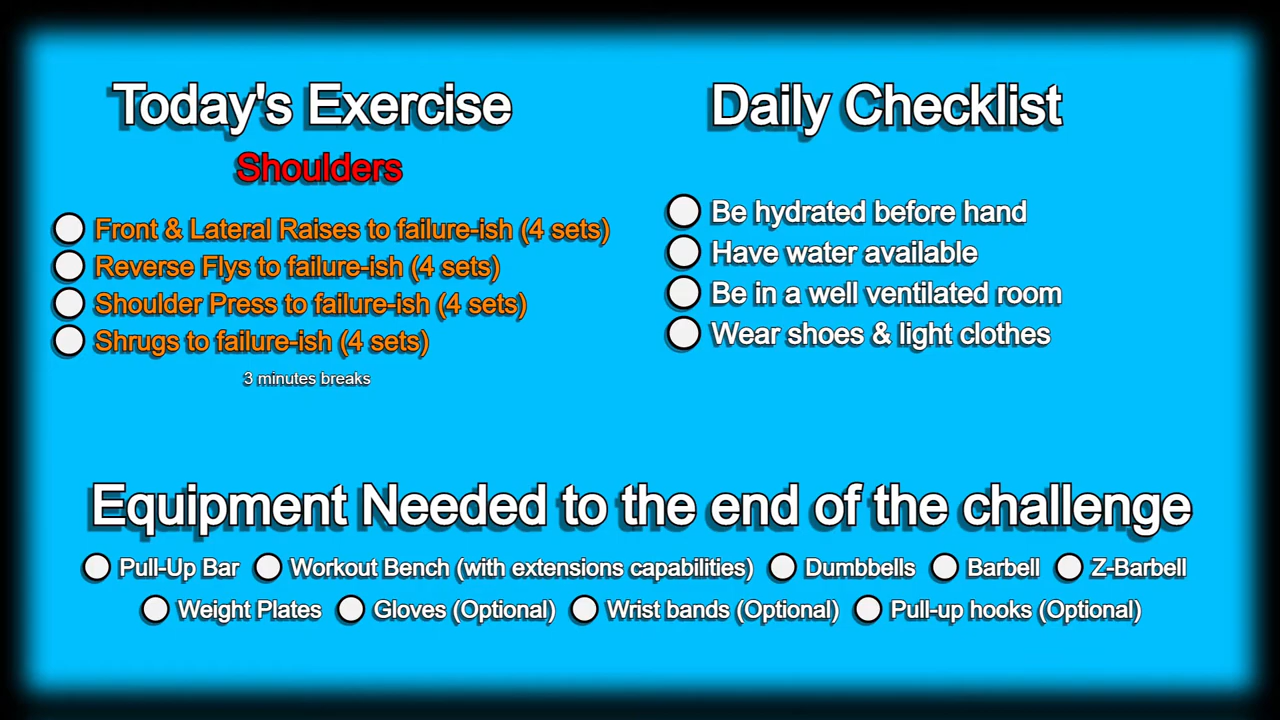 Today's Exercise
Shoulders
Front & Lateral Raises to failure-ish (4 sets)
Reverse Flys to failure-ish (4 sets)
Shoulder Press to failure-ish (4 sets)
Shrugs to failure-ish (4 sets)
3 minutes breaks
Daily Checklist
Be hydrated before hand
Have water available
Be in a well ventilated room
Wear shoes & light clothes
Equipment Needed to the end of the challenge
Pull-Up Bar Workout Bench (with extensions capabilities) Dumbbells Barbell Z-Barbell
Weight Plates Gloves (Optional) Wrist bands (Optional) Pull-up hooks (Optional)